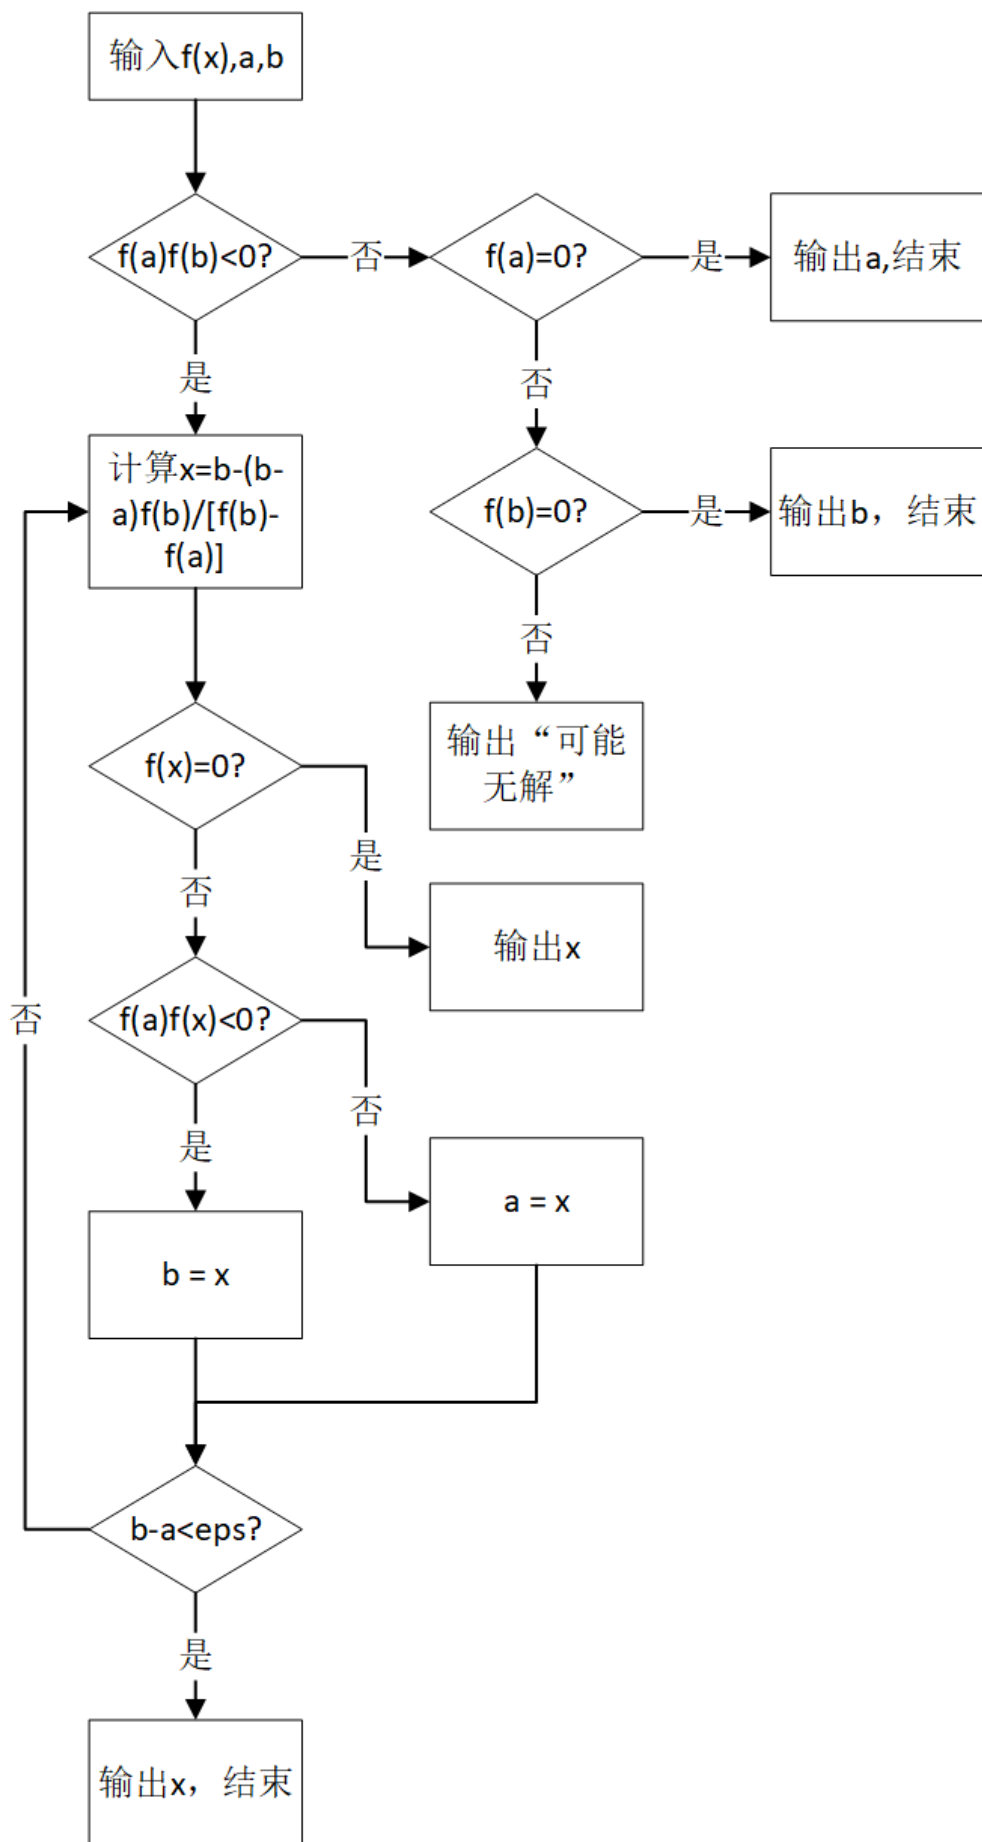 输入f(x),a,b
f(a)f(b)<0?
否
f(a)=0?
是
输出a,结束
是
否
计算x=b-(b-
a)f(b)/[f(b)-
f(a)]
f(b)=0?
是
输出b，结束
否
输出“可能
无解”
f(x)=0?
是
否
输出x
f(a)f(x)<0?
否
否
是
a = x
b = x
b-a<eps?
是
输出x，结束